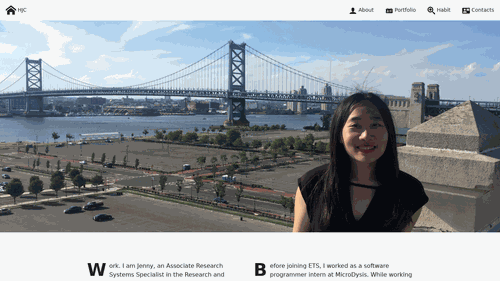 HJC
About
Portfolio
Habit
Contacts
Work. I am Jenny, an Associate Research
Systems Specialist in the Research and
Before joining ETS, I worked as a software
programmer intern at MicroDysis. While working